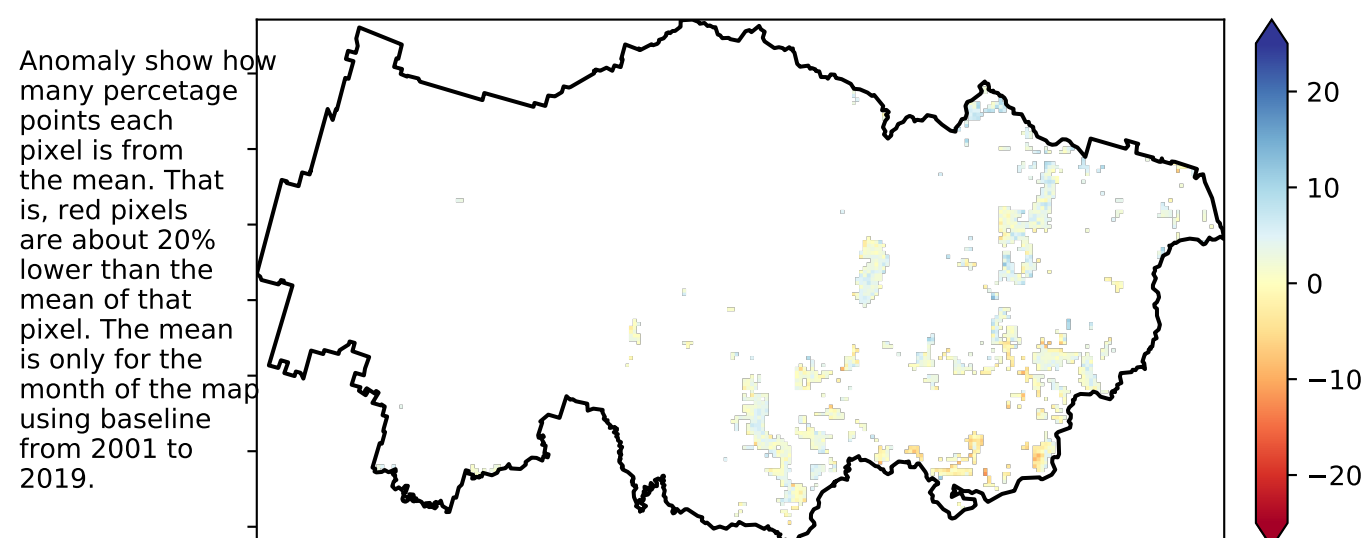 Anomaly show how
many percetage
points each
pixel is from
the mean. That
is, red pixels
are about 20%
lower than the
mean of that
pixel. The mean
is only for the
month of the map
using baseline
from 2001 to
2019.
20
10
0
−10
−20